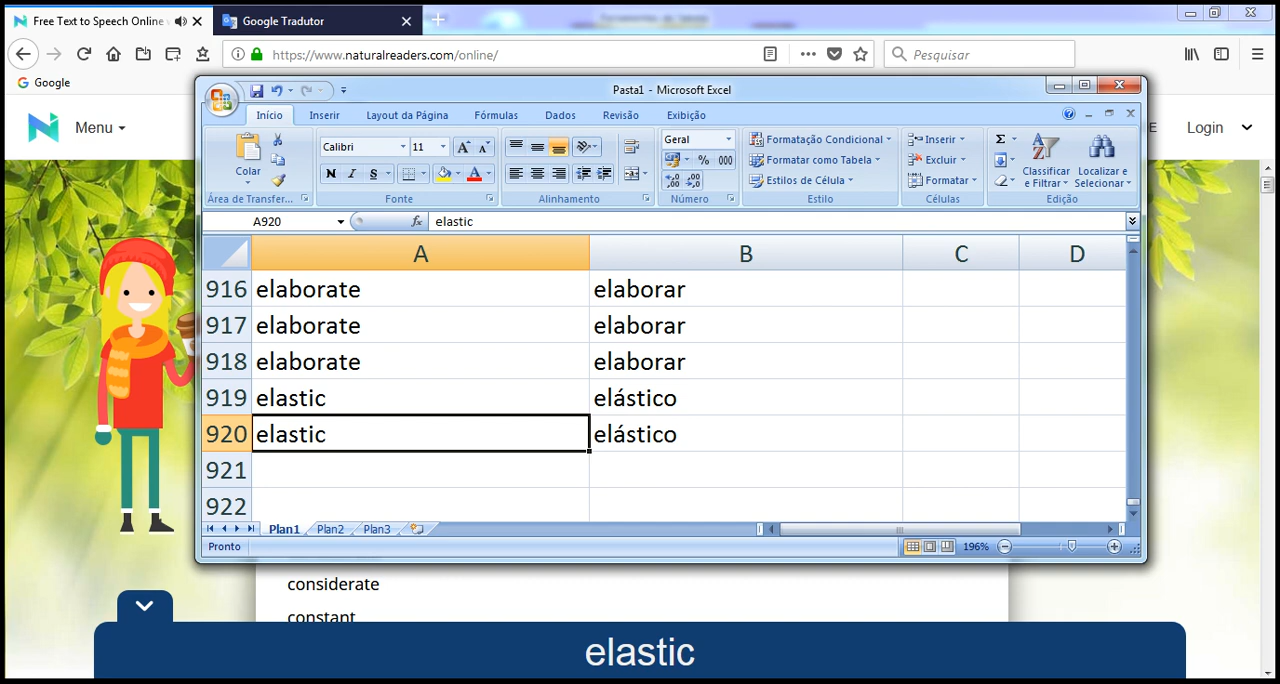 Free Text to Speech Online
Google Tradutor
https://www.naturalreaders.com/online/
Pesquisar
Google
Menu
E
Login
Pasta1 - Microsoft Excel
Início Inserir Layout da Página Fórmulas Dados Revisão Exibição
Colar
Área de Transfer...
Calibri 11
N I S
Fonte
Alinhamento
Geral
% 000
Número
Formatação Condicional
Formatar como Tabela
Estilos de Célula
Estilo
Inserir
Excluir
Formatar
Células
Classificar e Filtrar
Localizar e Selecionar
Edição
A920 fx elastic
A B C D
916 elaborate elaborar
917 elaborate elaborar
918 elaborate elaborar
919 elastic elástico
920 elastic elástico
921
922
Plan1 Plan2 Plan3
Pronto 196%
considerate
constant
elastic